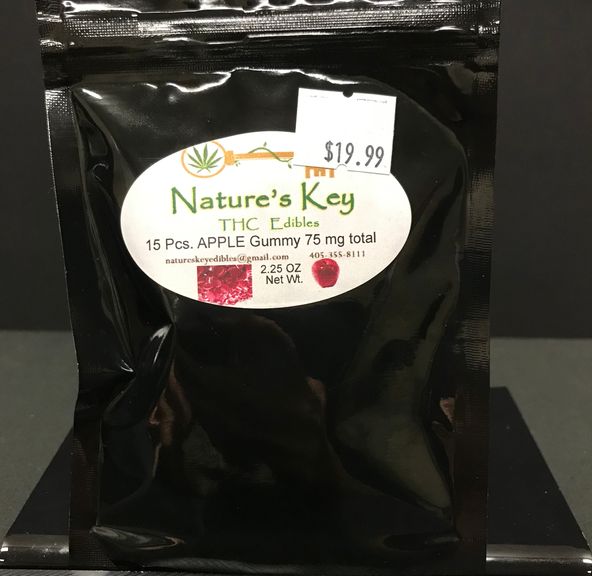 $19.99
Nature's Key
THC Edibles
15 Pcs. APPLE Gummy 75 mg total
natureskeyedibles@gmail.com 405-355-8111
2.25 OZ
Net Wt.